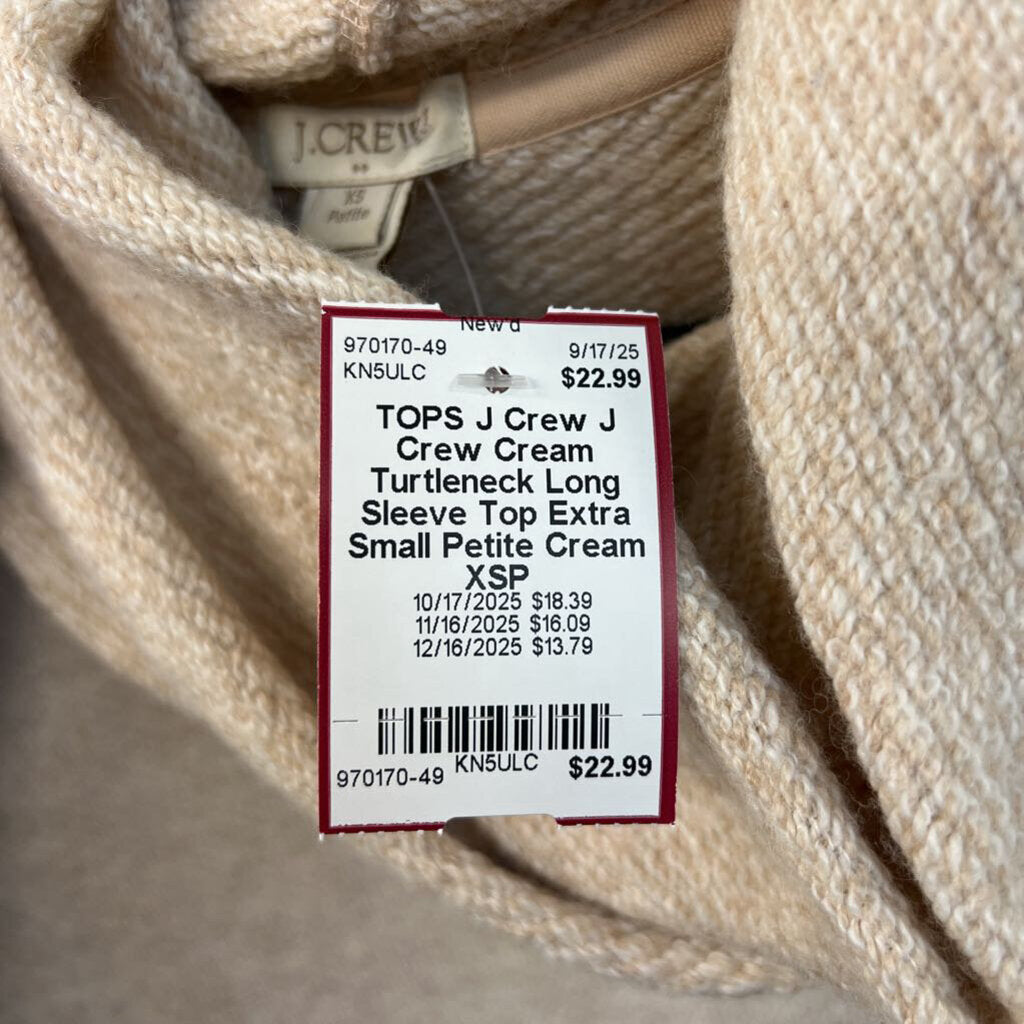 J.CREW
XS
Petite
New'd
970170-49 9/17/25
KN5ULC $22.99
TOPS J Crew J
Crew Cream
Turtleneck Long
Sleeve Top Extra
Small Petite Cream
XSP
10/17/2025 $18.39
11/16/2025 $16.09
12/16/2025 $13.79
970170-49 KN5ULC $22.99